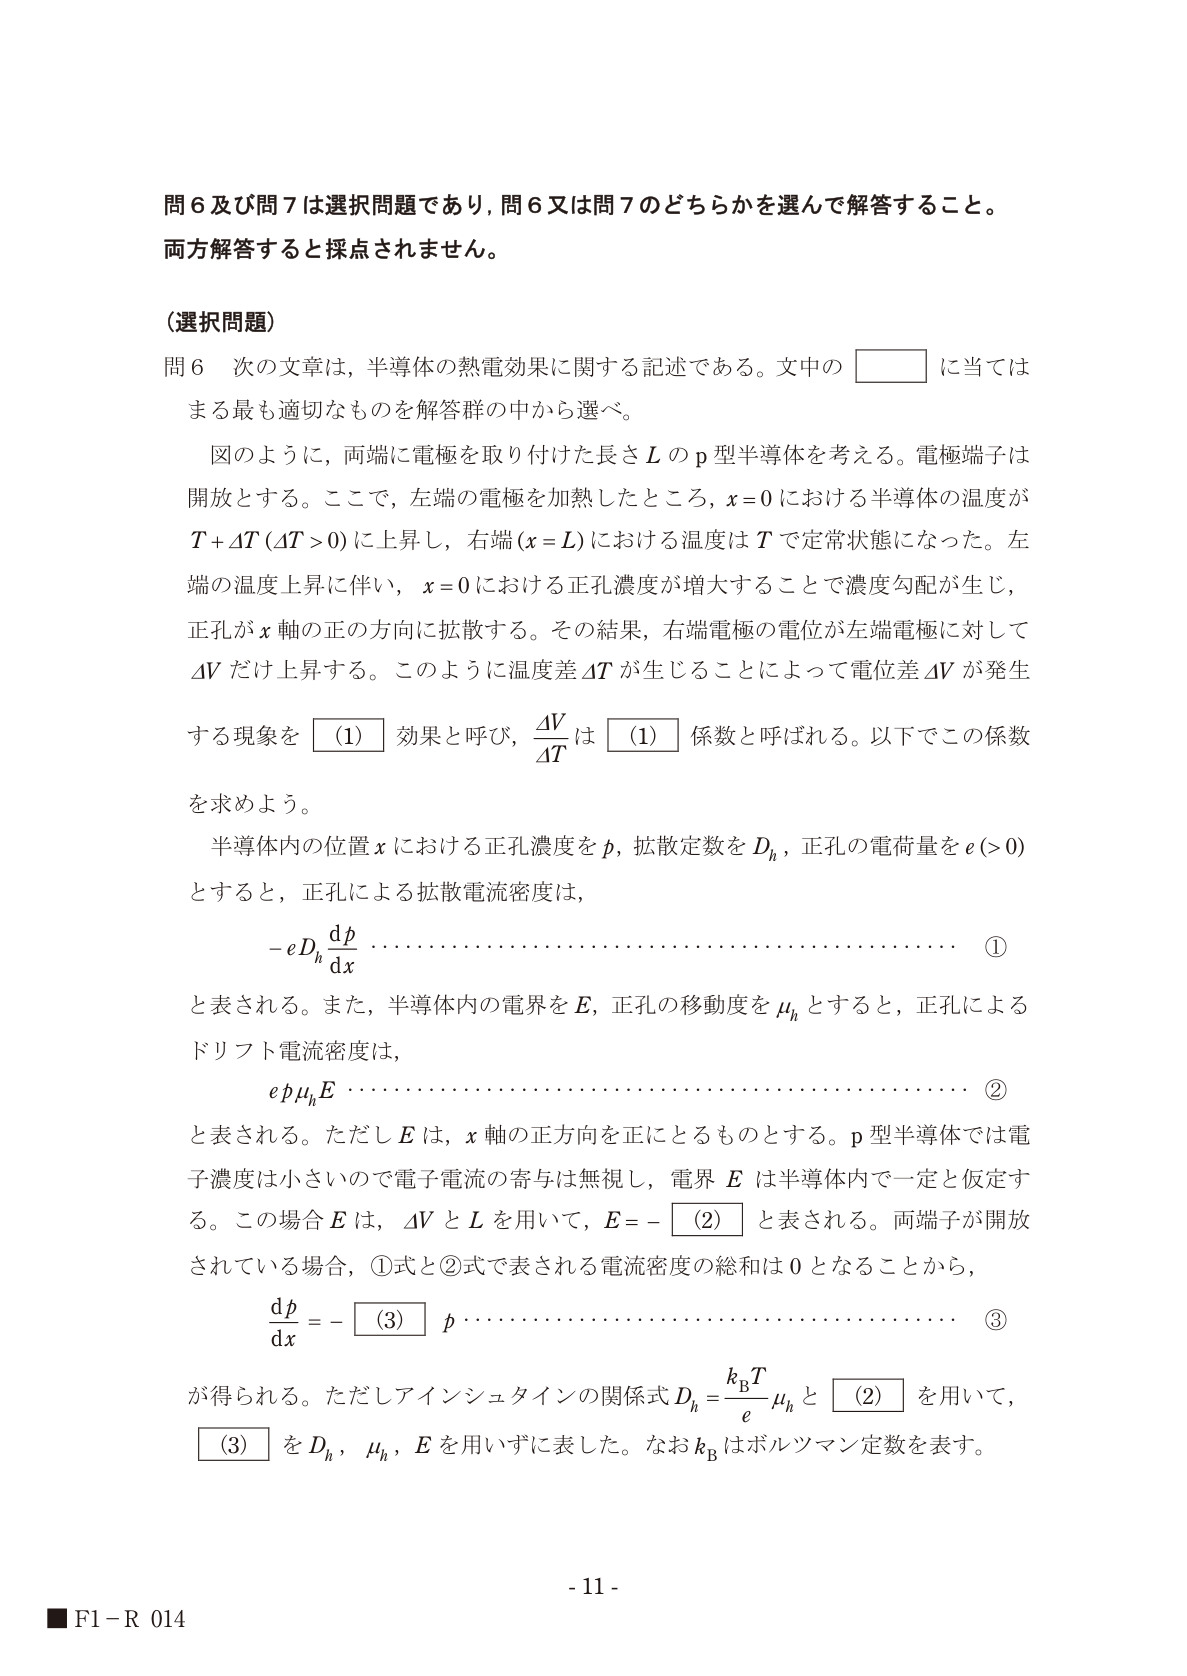 問6及び問7は選択問題であり,問6又は問7のどちらかを選んで解答すること。
両方解答すると採点されません。
（選択問題）
問6　次の文章は，半導体の熱電効果に関する記述である。文中の □ に当ては
まる最も適切なものを解答群の中から選べ。
図のように，両端に電極を取り付けた長さ L の p 型半導体を考える。電極端子は
開放とする。ここで，左端の電極を加熱したところ，x = 0 における半導体の温度が
T + ΔT (ΔT > 0) に上昇し，右端 (x = L) における温度は T で定常状態になった。左
端の温度上昇に伴い，x = 0 における正孔濃度が増大することで濃度勾配が生じ，
正孔が x 軸の正の方向に拡散する。その結果，右端電極の電位が左端電極に対して
ΔV だけ上昇する。このように温度差 ΔT が生じることによって電位差 ΔV が発生
する現象を (1) 効果と呼び，ΔV/ΔT は (1) 係数と呼ばれる。以下でこの係数
を求めよう。
半導体内の位置 x における正孔濃度を p，拡散定数を D_h，正孔の電荷量を e (> 0)
とすると，正孔による拡散電流密度は，
− e D_h dp/dx ················································· ①
と表される。また，半導体内の電界を E，正孔の移動度を μ_h とすると，正孔による
ドリフト電流密度は，
e p μ_h E ····················································· ②
と表される。ただし E は，x 軸の正方向を正にとるものとする。p 型半導体では電
子濃度は小さいので電子電流の寄与は無視し，電界 E は半導体内で一定と仮定す
る。この場合 E は，ΔV と L を用いて，E = − (2) と表される。両端子が開放
されている場合，①式と②式で表される電流密度の総和は 0 となることから，
dp/dx = − (3) p ········································· ③
が得られる。ただしアインシュタインの関係式 D_h = k_B T/e μ_h と (2) を用いて，
(3) を D_h， μ_h，E を用いずに表した。なお k_B はボルツマン定数を表す。
- 11 -
■ F1－R 014